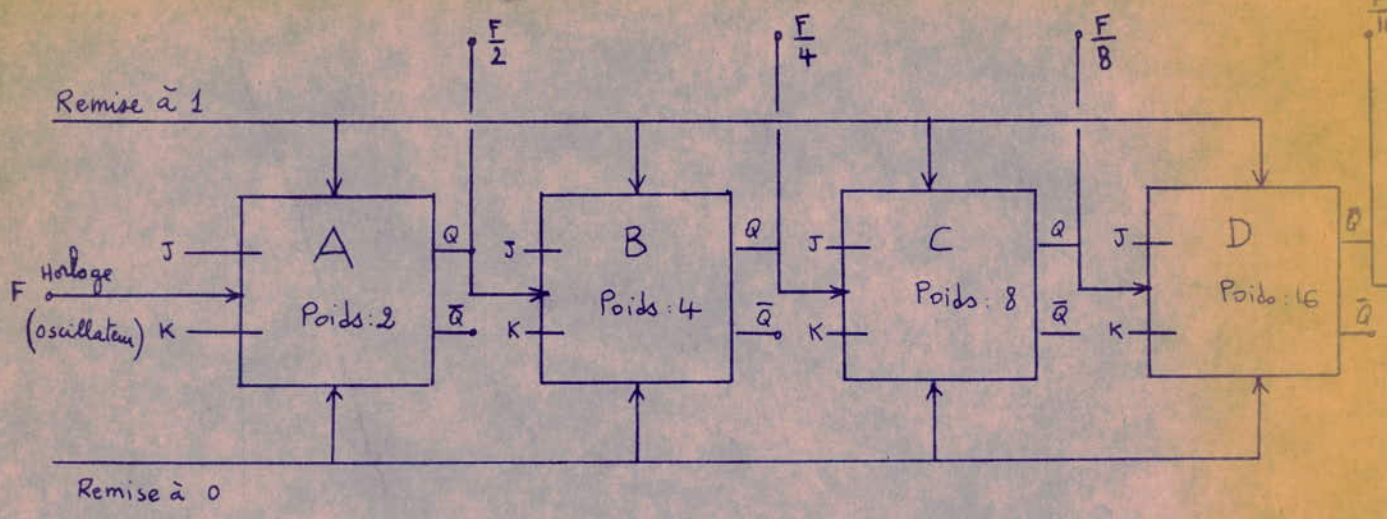 F/2
F/4
F/8
Remise à 1
J
A
Q
J
B
Q
J
C
Q
J
D
Q
F Horloge
(oscillateur)
K
Poids:2
Q̅
K
Poids:4
Q̅
K
Poids:8
Q̅
K
Poids:16
Q̅
Remise à 0